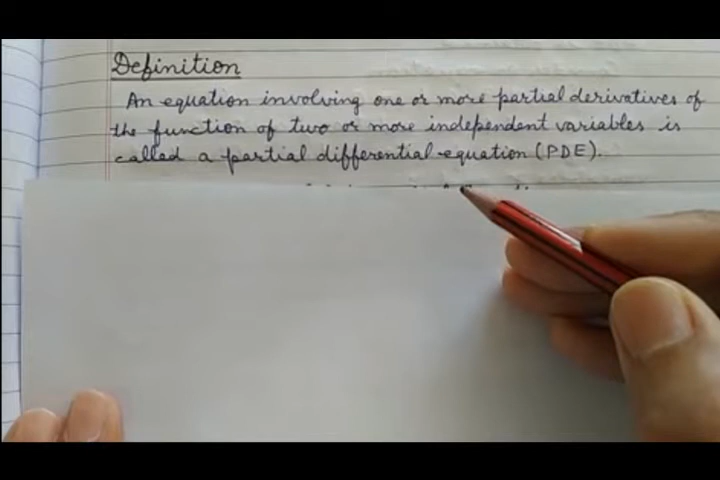 Definition
An equation involving one or more partial derivatives of
the function of two or more independent variables is
called a partial differential equation (PDE).